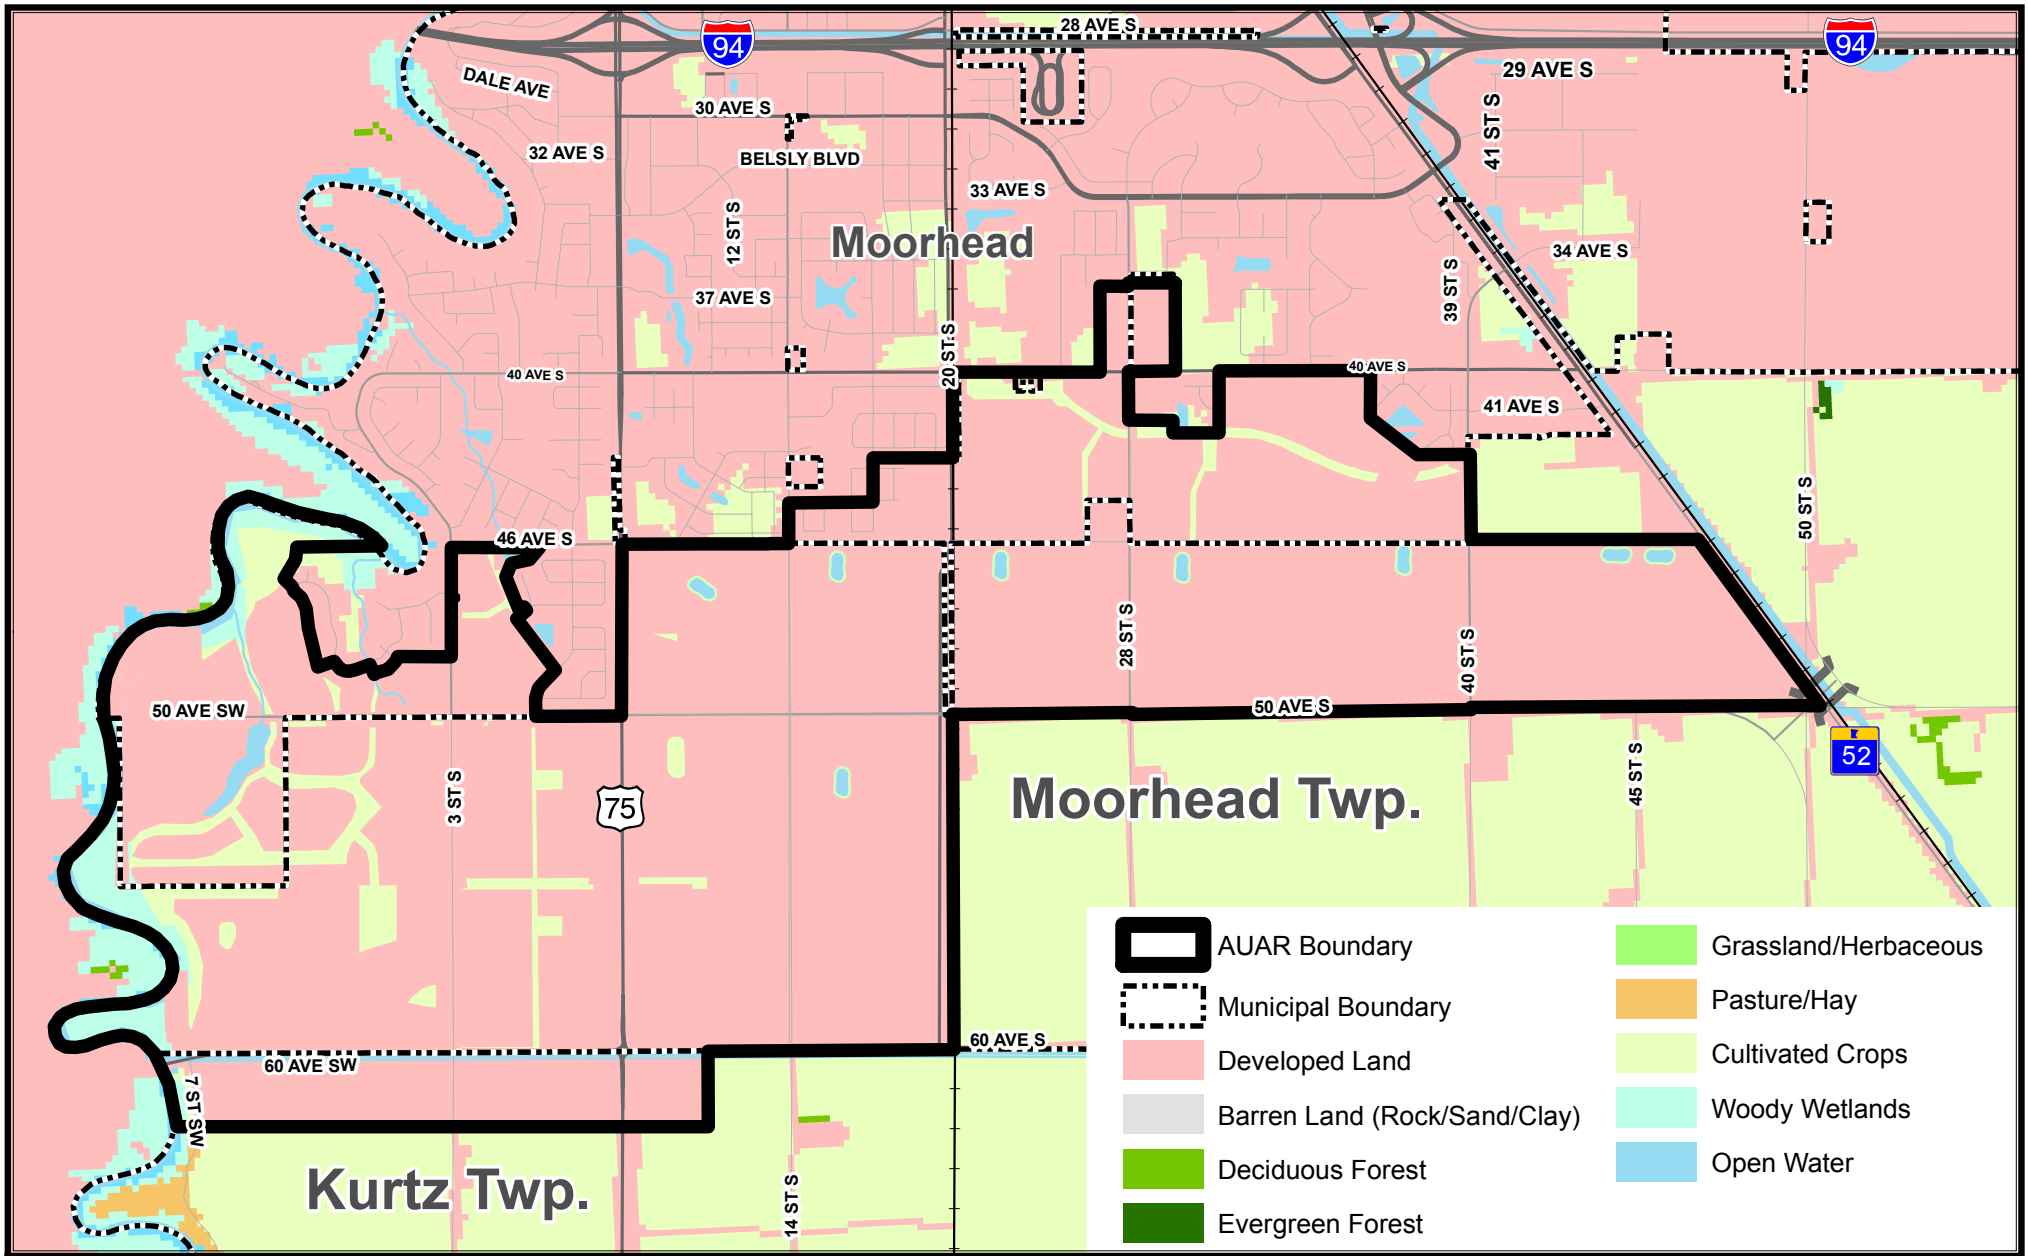 28 AVE S
94
94
DALE AVE
29 AVE S
30 AVE S
41 ST S
32 AVE S
BELSLY BLVD
33 AVE S
12 ST S
Moorhead
34 AVE S
39 ST S
37 AVE S
20 ST S
40 AVE S
40 AVE S
41 AVE S
50 ST S
46 AVE S
28 ST S
40 ST S
50 AVE SW
50 AVE S
52
3 ST S
75
Moorhead Twp.
45 ST S
60 AVE S
60 AVE SW
7 ST SW
Kurtz Twp.
14 ST S
AUAR Boundary
Municipal Boundary
Developed Land
Barren Land (Rock/Sand/Clay)
Deciduous Forest
Evergreen Forest
Grassland/Herbaceous
Pasture/Hay
Cultivated Crops
Woody Wetlands
Open Water